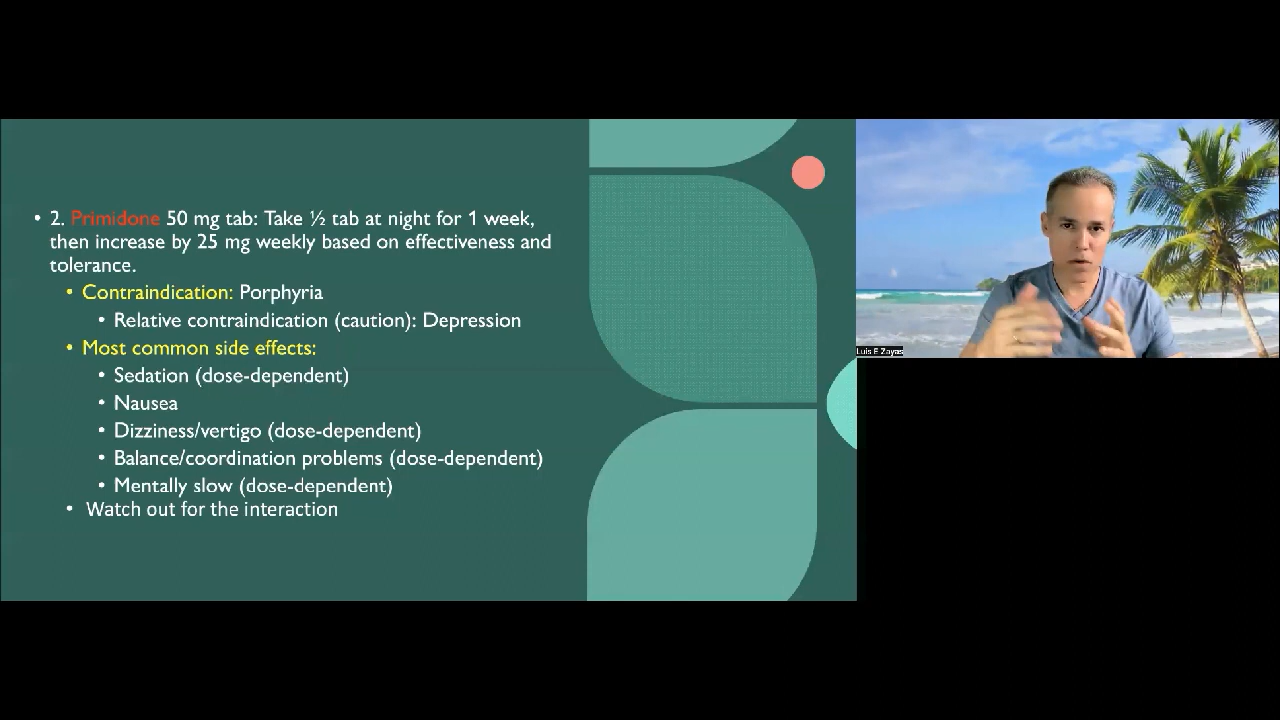 • 2. Primidone 50 mg tab: Take ½ tab at night for 1 week,
then increase by 25 mg weekly based on effectiveness and
tolerance.
• Contraindication: Porphyria
• Relative contraindication (caution): Depression
• Most common side effects:
• Sedation (dose-dependent)
• Nausea
• Dizziness/vertigo (dose-dependent)
• Balance/coordination problems (dose-dependent)
• Mentally slow (dose-dependent)
• Watch out for the interaction
Luis E Zayas